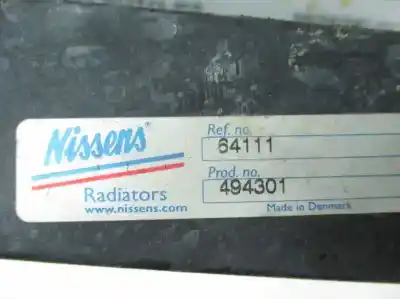 Nissens
Radiators
www.nissens.com
Ref. no.
64111
Prod. no.
494301
Made in Denmark